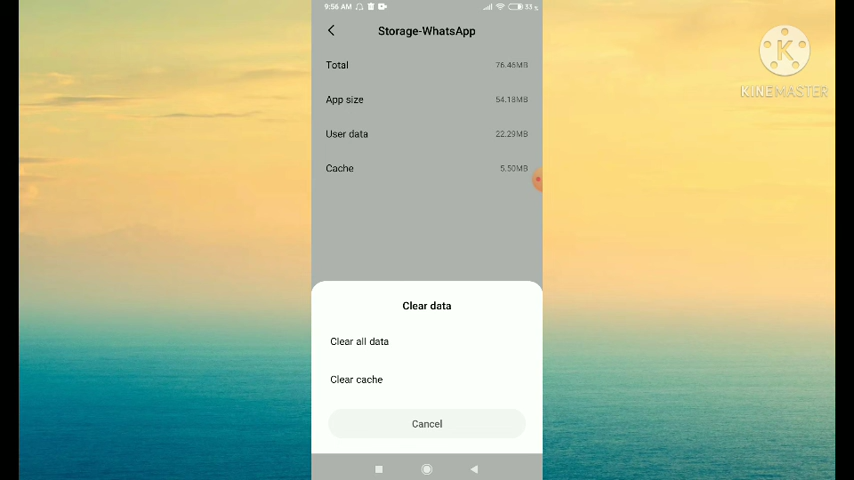 9:56 AM
33
Storage-WhatsApp
Total 76.46MB
App size 54.18MB
User data 22.29MB
Cache 5.50MB
Clear data
Clear all data
Clear cache
Cancel
K
KINEMASTER